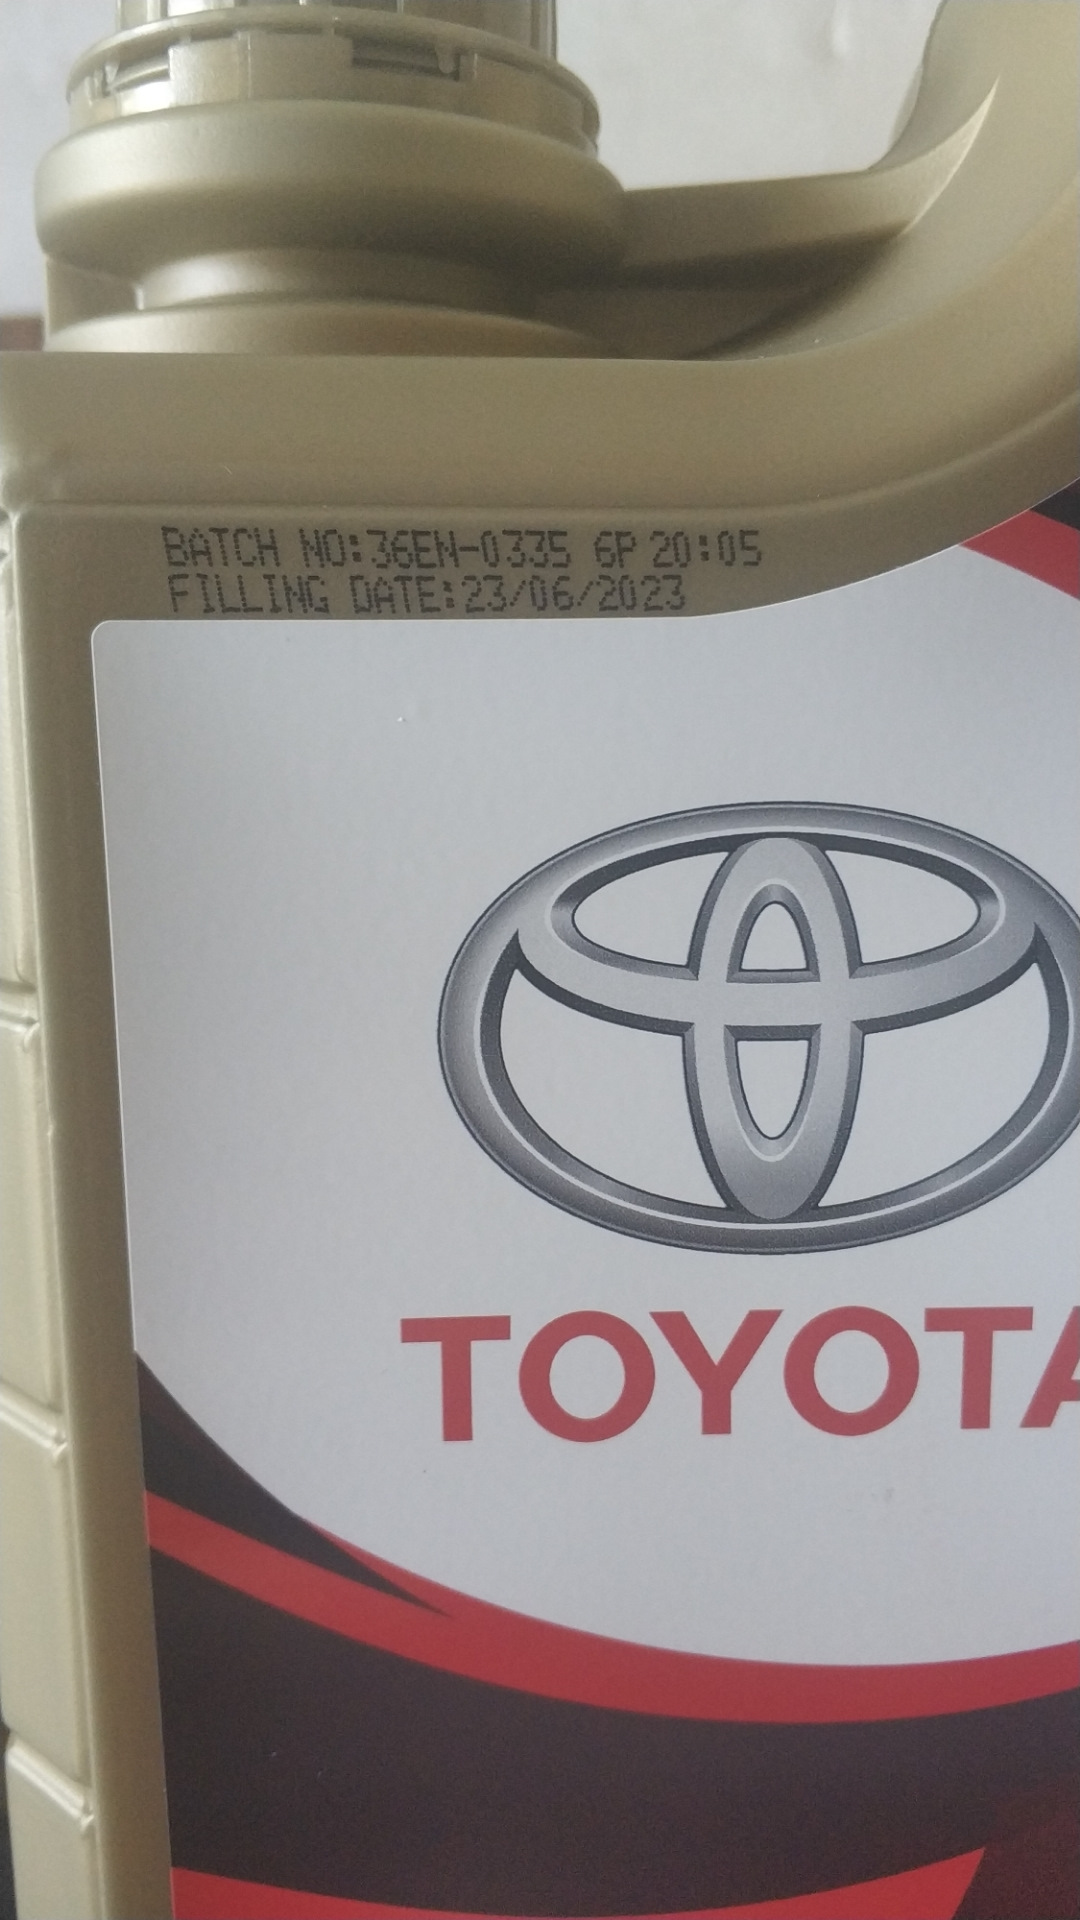 BATCH NO:36EN-0335 6P 20:05
FILLING DATE:23/06/2023
TOYOTA